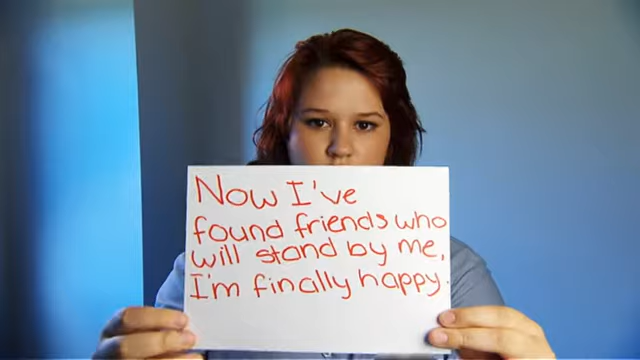 Now I've
found friends who
will stand by me,
I'm finally happy.